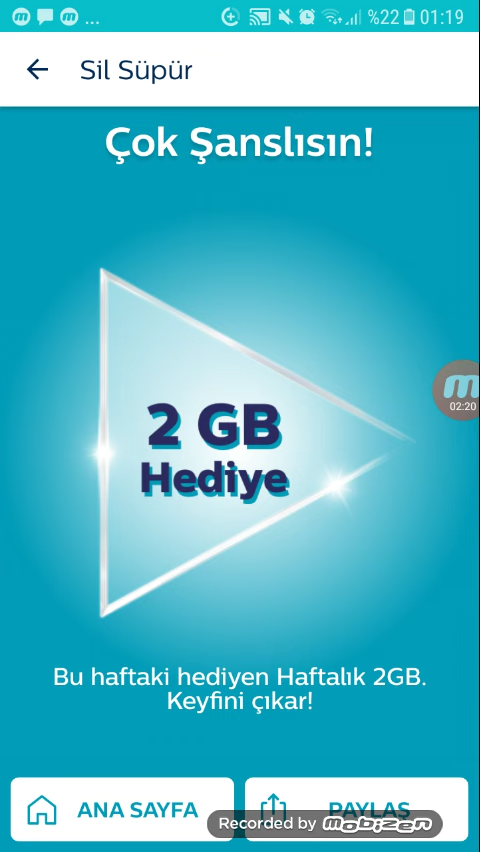 %22 01:19
Sil Süpür
Çok Şanslısın!
2 GB
Hediye
02:20
Bu haftaki hediyen Haftalık 2GB.
Keyfini çıkar!
ANA SAYFA
PAYLAŞ
Recorded by mobizen